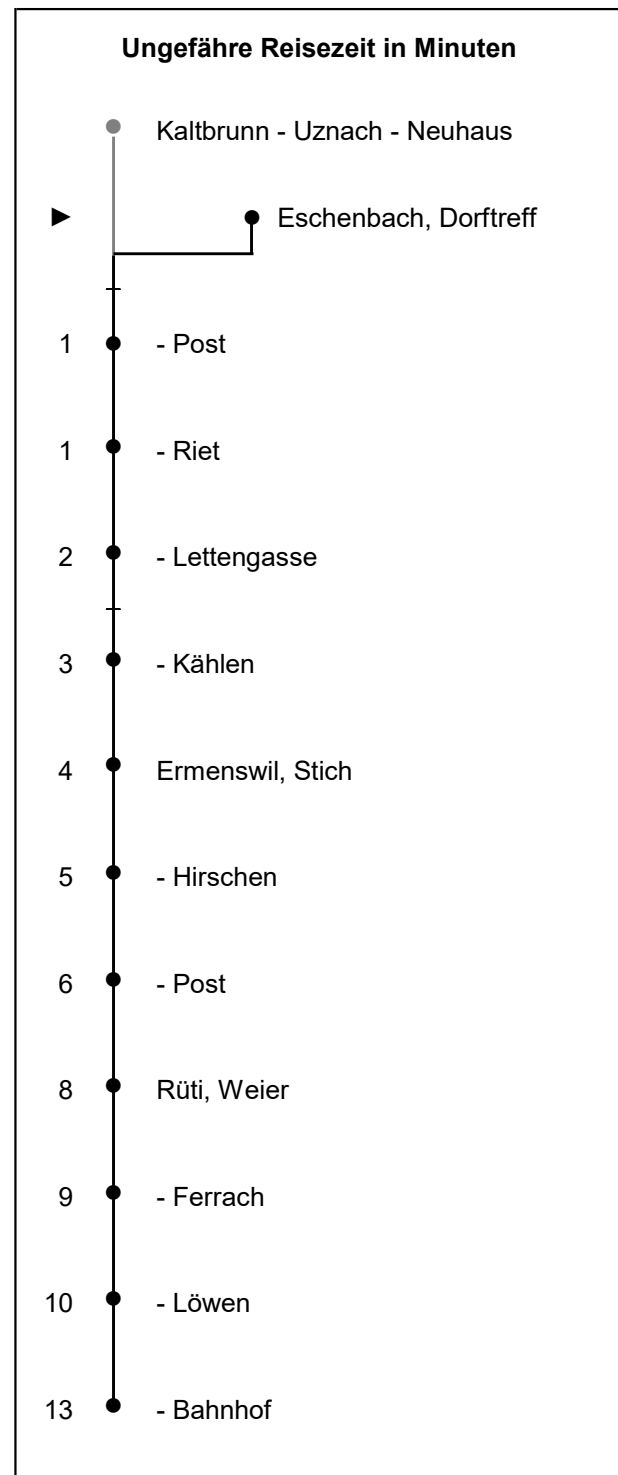 Ungefähre Reisezeit in Minuten
Kaltbrunn - Uznach - Neuhaus
► Eschenbach, Dorftreff
1 - Post
1 - Riet
2 - Lettengasse
3 - Kählen
4 Ermenswil, Stich
5 - Hirschen
6 - Post
8 Rüti, Weier
9 - Ferrach
10 - Löwen
13 - Bahnhof